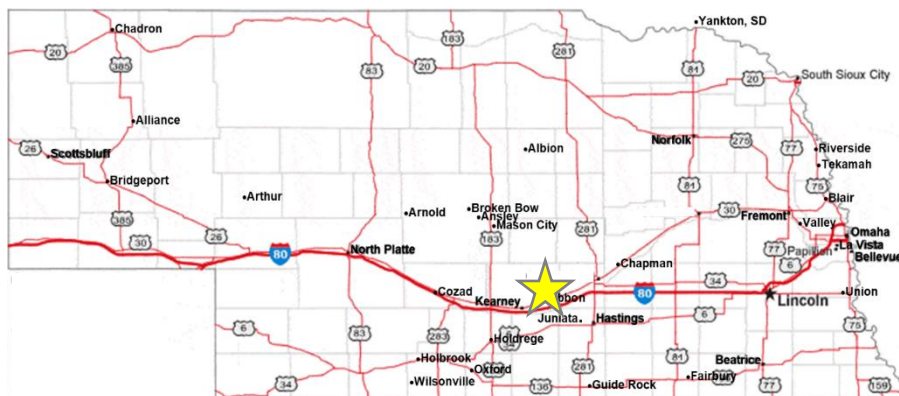 Yankton, SD
Chadron
20
385
183
281
83
81
20
20
South Sioux City
77
Alliance
26
Scottsbluff
Norfolk
275
Albion
Riverside
Tekamah
Bridgeport
81
75
Blair
Arthur
Arnold
Broken Bow
Ansley
Mason City
30
Fremont
Valley
385
30
26
183
281
Omaha
80
North Platte
77
Papillion
La Vista
6
Bellevue
Chapman
34
Cozad
Kearney
bbon
80
Lincoln
Union
Juniata
Hastings
6
6
83
283
75
Holdrege
Holbrook
281
81
Beatrice
34
Wilsonville
Oxford
136
Guide Rock
Fairbury
77
159